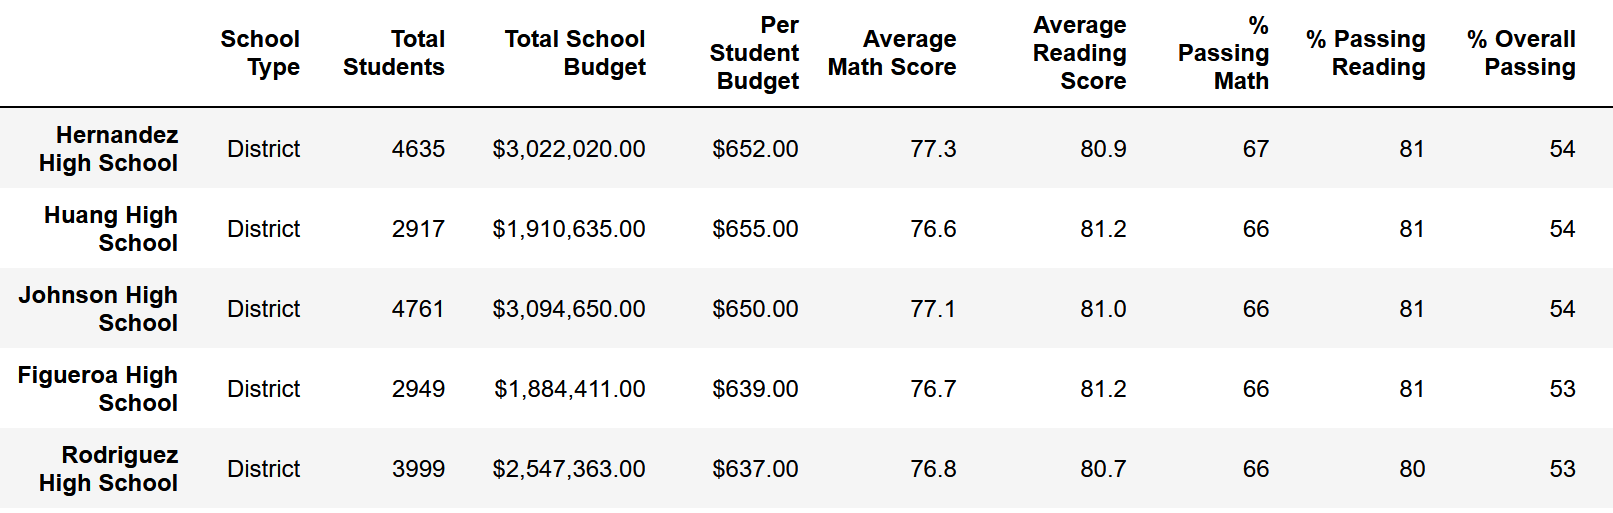 School Type Total Students Total School Budget Per Student Budget Average Math Score Average Reading Score % Passing Math % Passing Reading % Overall Passing
Hernandez High School District 4635 $3,022,020.00 $652.00 77.3 80.9 67 81 54
Huang High School District 2917 $1,910,635.00 $655.00 76.6 81.2 66 81 54
Johnson High School District 4761 $3,094,650.00 $650.00 77.1 81.0 66 81 54
Figueroa High School District 2949 $1,884,411.00 $639.00 76.7 81.2 66 81 53
Rodriguez High School District 3999 $2,547,363.00 $637.00 76.8 80.7 66 80 53